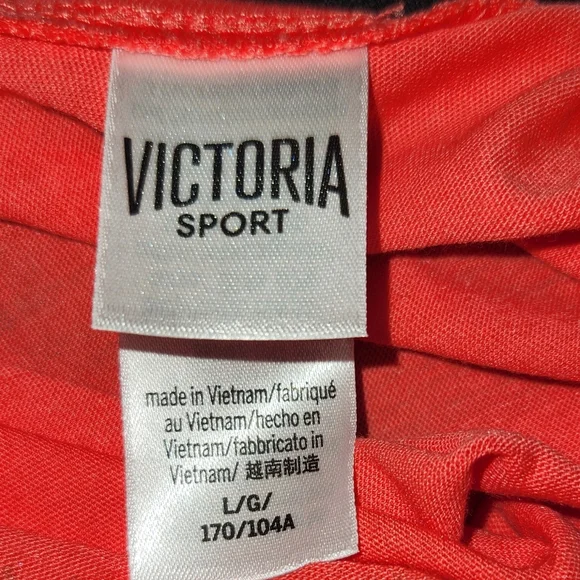 VICTORIA
SPORT
made in Vietnam/fabriqué
au Vietnam/hecho en
Vietnam/fabbricato in
Vietnam/ 越南制造
L/G/
170/104A